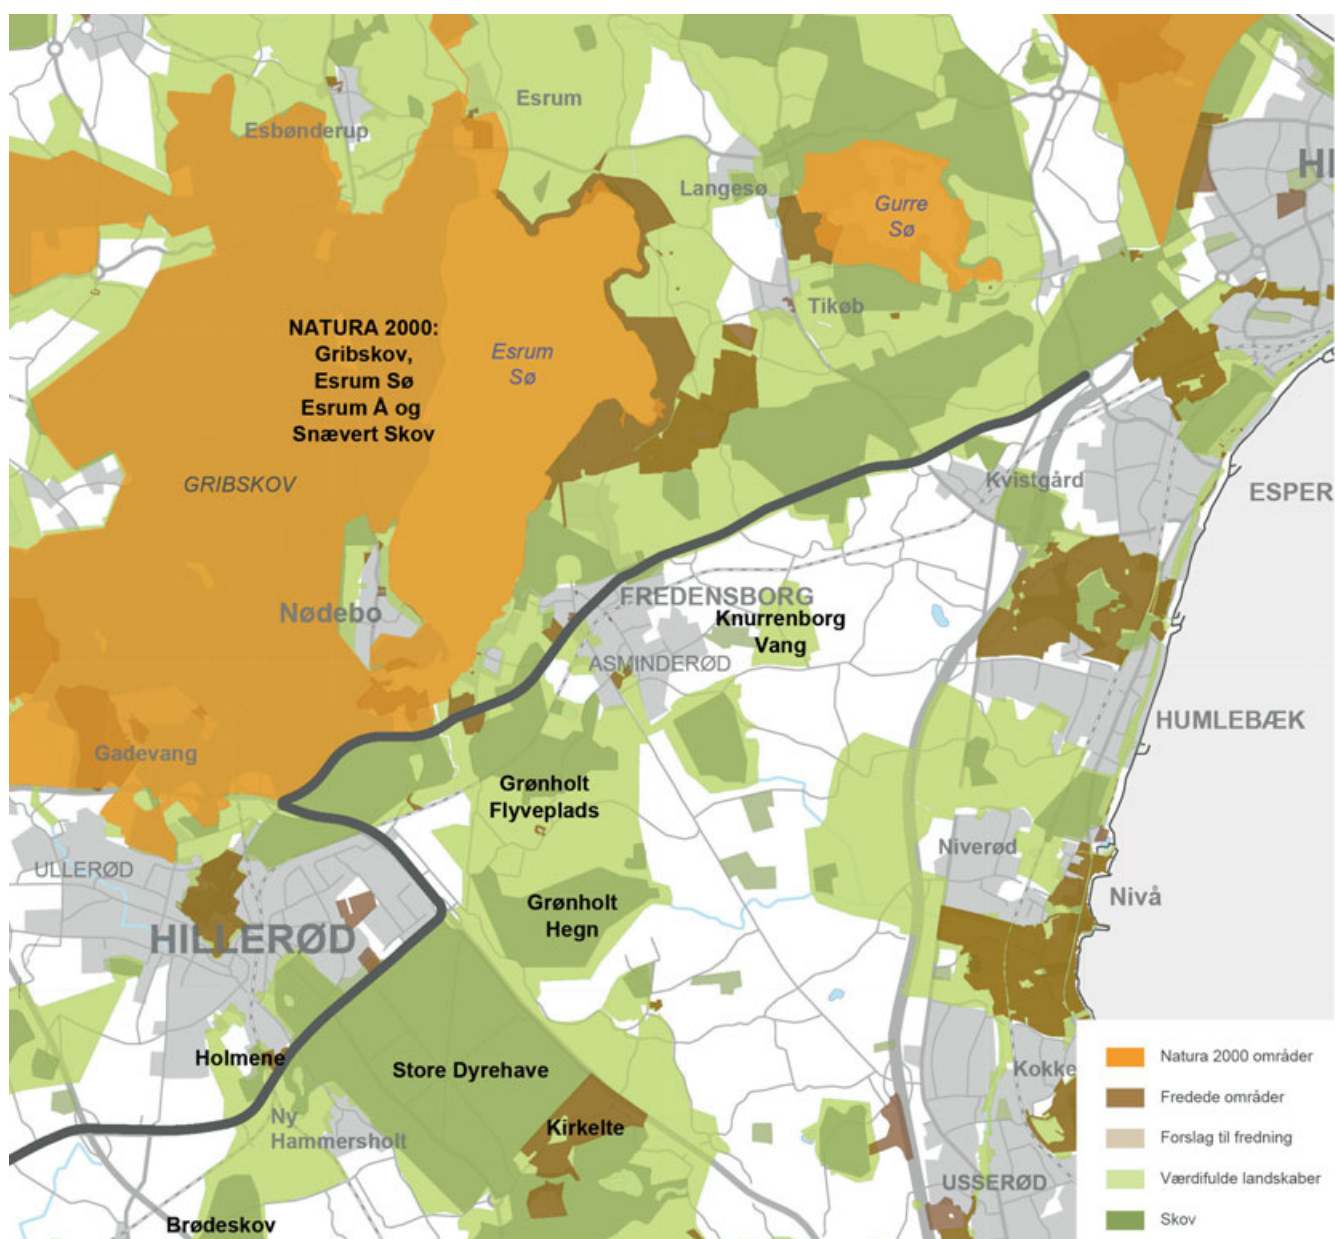 Esrum
Esbønderup
Langesø
Gurre
Sø
Tikøb
NATURA 2000:
Gribskov,
Esrum Sø
Esrum Å og
Snævert Skov
Esrum
Sø
GRIBSKOV
Kvistgård
ESPER
Nødebo
FREDENSBORG
Knurrenborg
Vang
ASMINDERØD
HUMLEBÆK
Gadevang
Grønholt
Flyveplads
ULLERØD
Niverød
Nivå
Grønholt
Hegn
HILLERØD
Holmene
Store Dyrehave
Kokke
Ny
Hammersholt
Kirkelte
USSERØD
Brødeskov
Natura 2000 områder
Fredede områder
Forslag til fredning
Værdifulde landskaber
Skov